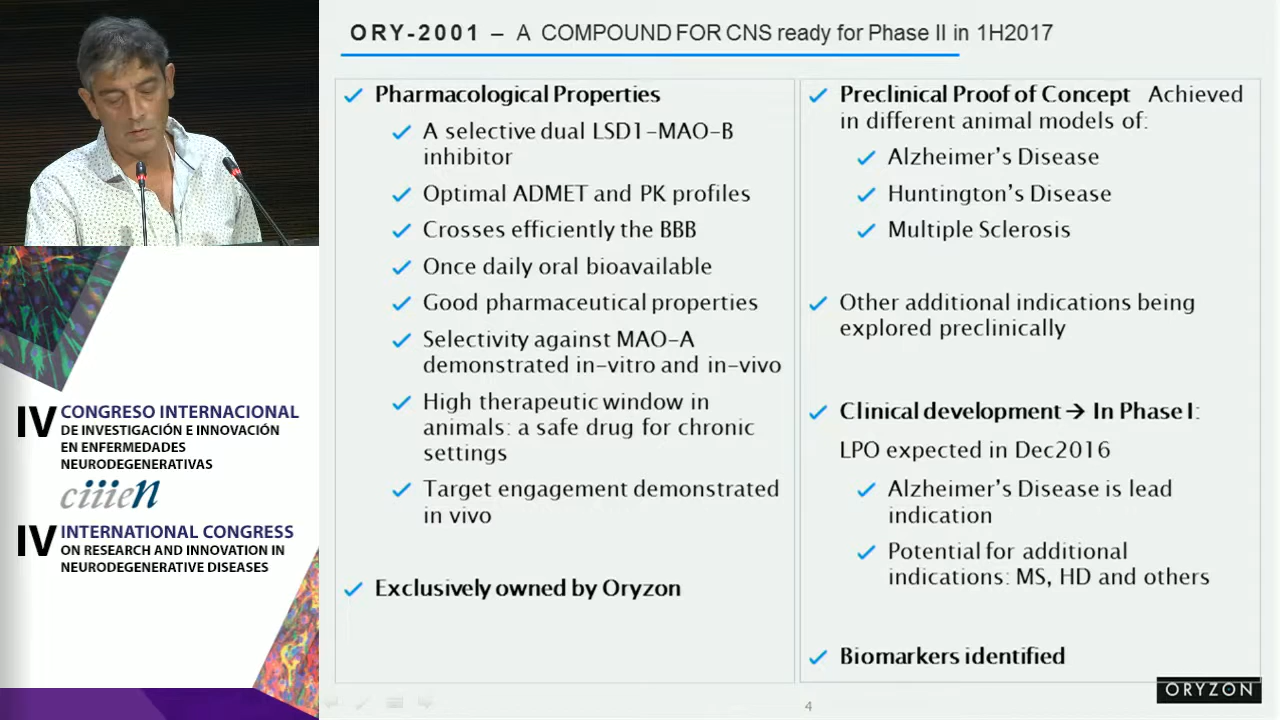 ORY-2001 – A COMPOUND FOR CNS ready for Phase II in 1H2017
Pharmacological Properties
A selective dual LSD1-MAO-B
inhibitor
Optimal ADMET and PK profiles
Crosses efficiently the BBB
Once daily oral bioavailable
Good pharmaceutical properties
Selectivity against MAO-A
demonstrated in-vitro and in-vivo
High therapeutic window in
animals: a safe drug for chronic
settings
Target engagement demonstrated
in vivo
Exclusively owned by Oryzon
Preclinical Proof of Concept Achieved
in different animal models of:
Alzheimer's Disease
Huntington's Disease
Multiple Sclerosis
Other additional indications being
explored preclinically
Clinical development → In Phase I:
LPO expected in Dec2016
Alzheimer's Disease is lead
indication
Potential for additional
indications: MS, HD and others
Biomarkers identified
ORYZON
4
IV CONGRESO INTERNACIONAL
DE INVESTIGACIÓN E INNOVACIÓN
EN ENFERMEDADES
NEURODEGENERATIVAS
ciiien
IV INTERNATIONAL CONGRESS
ON RESEARCH AND INNOVATION IN
NEURODEGENERATIVE DISEASES